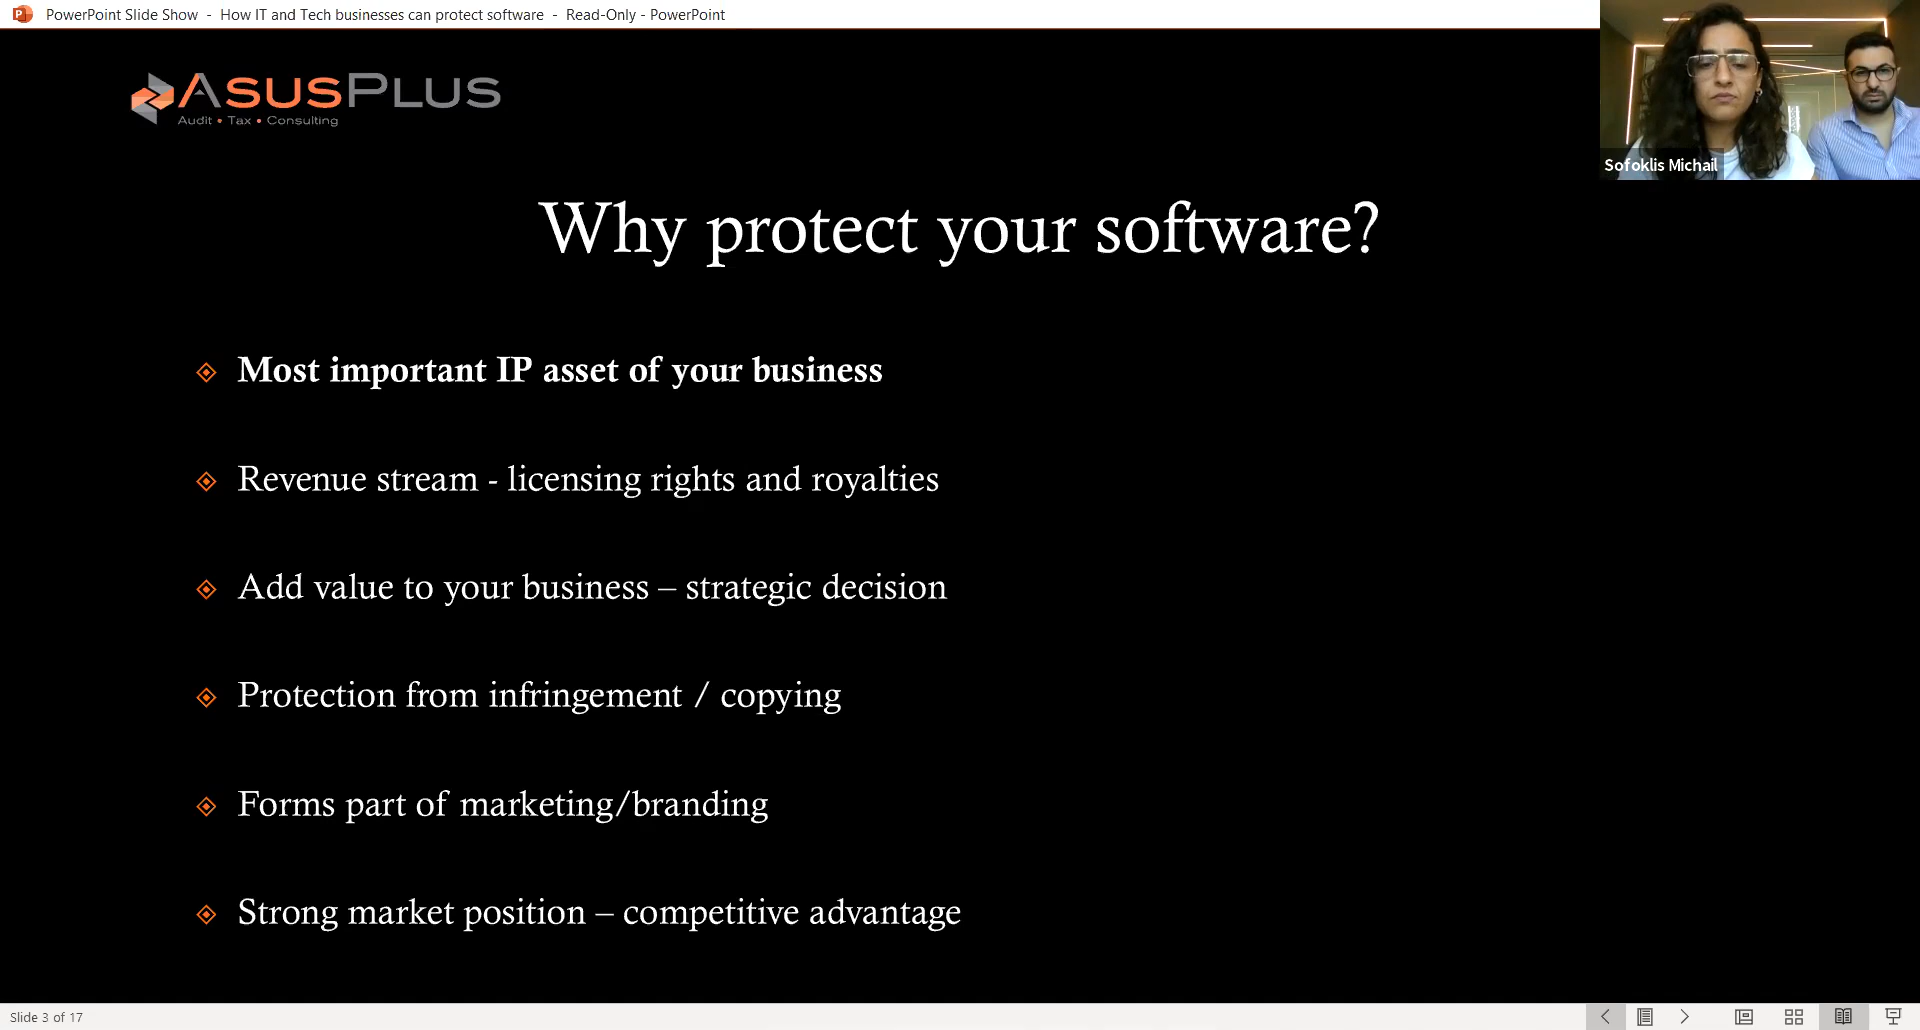 PowerPoint Slide Show - How IT and Tech businesses can protect software - Read-Only - PowerPoint
ASUSPLUS
Audit • Tax • Consulting
Sofoklis Michail
Why protect your software?
Most important IP asset of your business
Revenue stream - licensing rights and royalties
Add value to your business – strategic decision
Protection from infringement / copying
Forms part of marketing/branding
Strong market position – competitive advantage
Slide 3 of 17